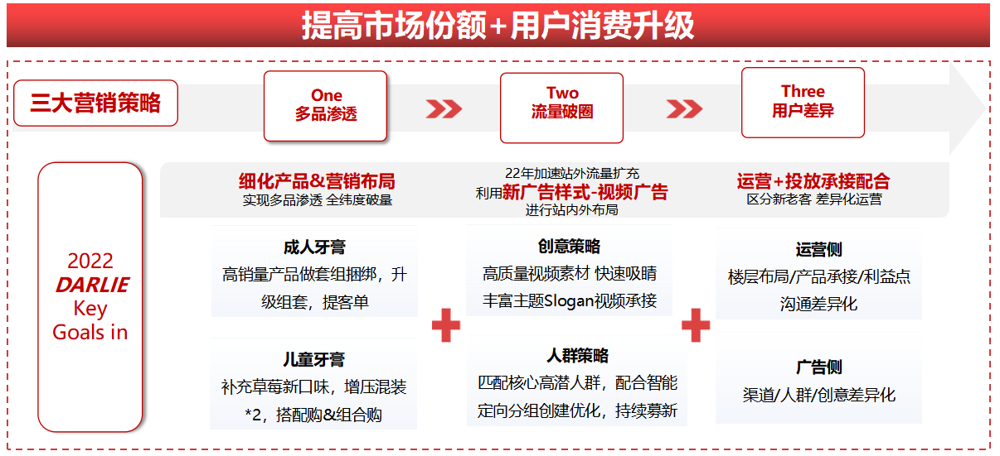 提高市场份额+用户消费升级
三大营销策略
One
多品渗透
Two
流量破圈
Three
用户差异
2022
DARLIE
Key
Goals in
细化产品&营销布局
实现多品渗透 全纬度破量
22年加速站外流量扩充
利用新广告样式-视频广告
进行站内外布局
运营+投放承接配合
区分新老客 差异化运营
成人牙膏
高销量产品做套组捆绑，升
级组套，提客单
创意策略
高质量视频素材 快速吸睛
丰富主题Slogan视频承接
运营侧
楼层布局/产品承接/利益点
沟通差异化
儿童牙膏
补充草莓新口味，增压混装
*2，搭配购&组合购
人群策略
匹配核心高潜人群，配合智能
定向分组创建优化，持续募新
广告侧
渠道/人群/创意差异化